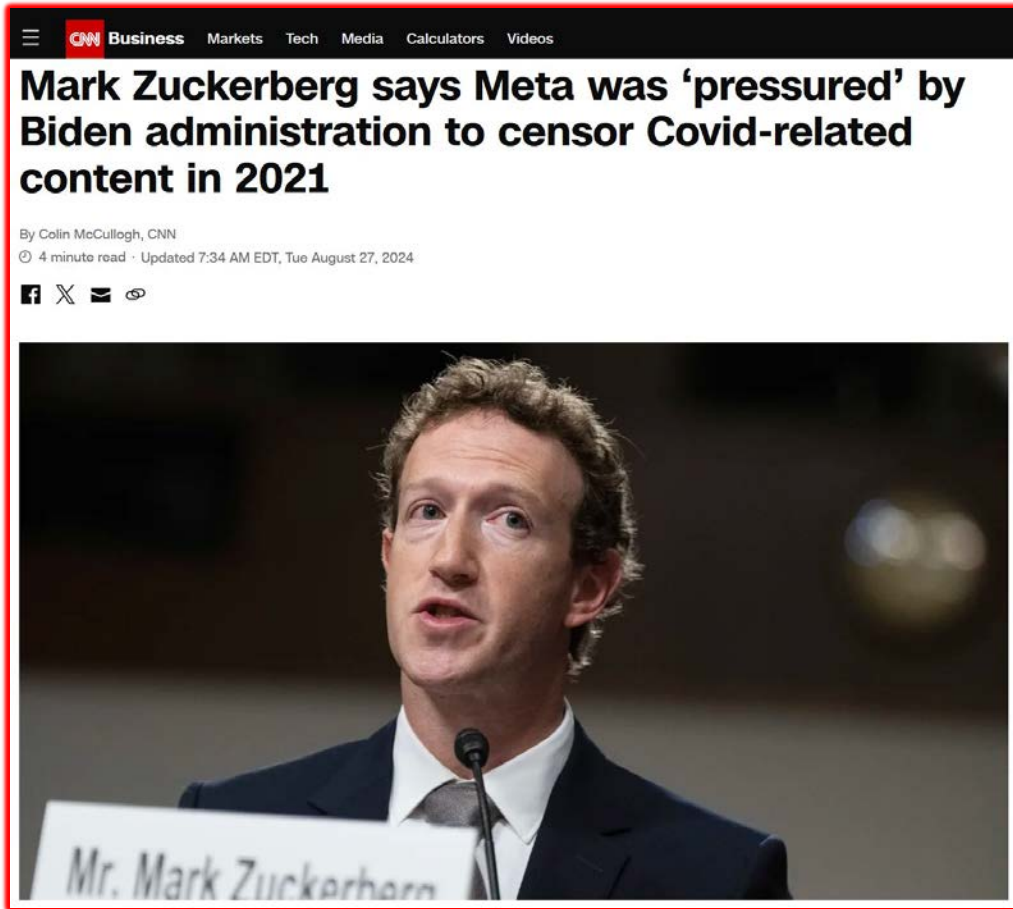 CNN Business Markets Tech Media Calculators Videos
Mark Zuckerberg says Meta was ‘pressured’ by
Biden administration to censor Covid-related
content in 2021
By Colin McCullogh, CNN
4 minute read · Updated 7:34 AM EDT, Tue August 27, 2024
Mr. Mark Zuckerberg